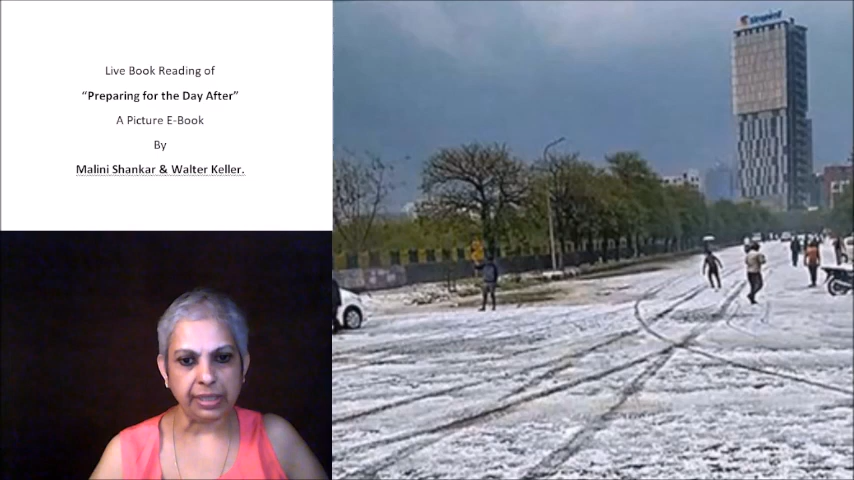 Live Book Reading of
“Preparing for the Day After”
A Picture E-Book
By
Malini Shankar & Walter Keller.